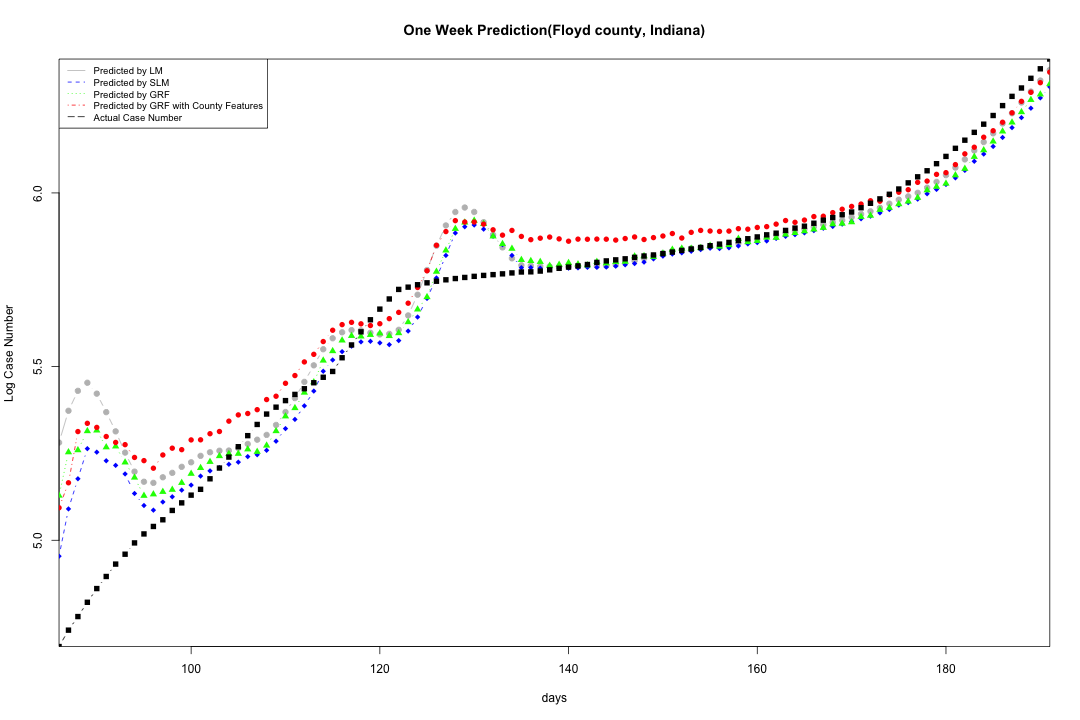 One Week Prediction(Floyd county, Indiana)
Predicted by LM
Predicted by SLM
Predicted by GRF
Predicted by GRF with County Features
Actual Case Number
Log Case Number
6.0
5.5
5.0
100 120 140 160 180
days